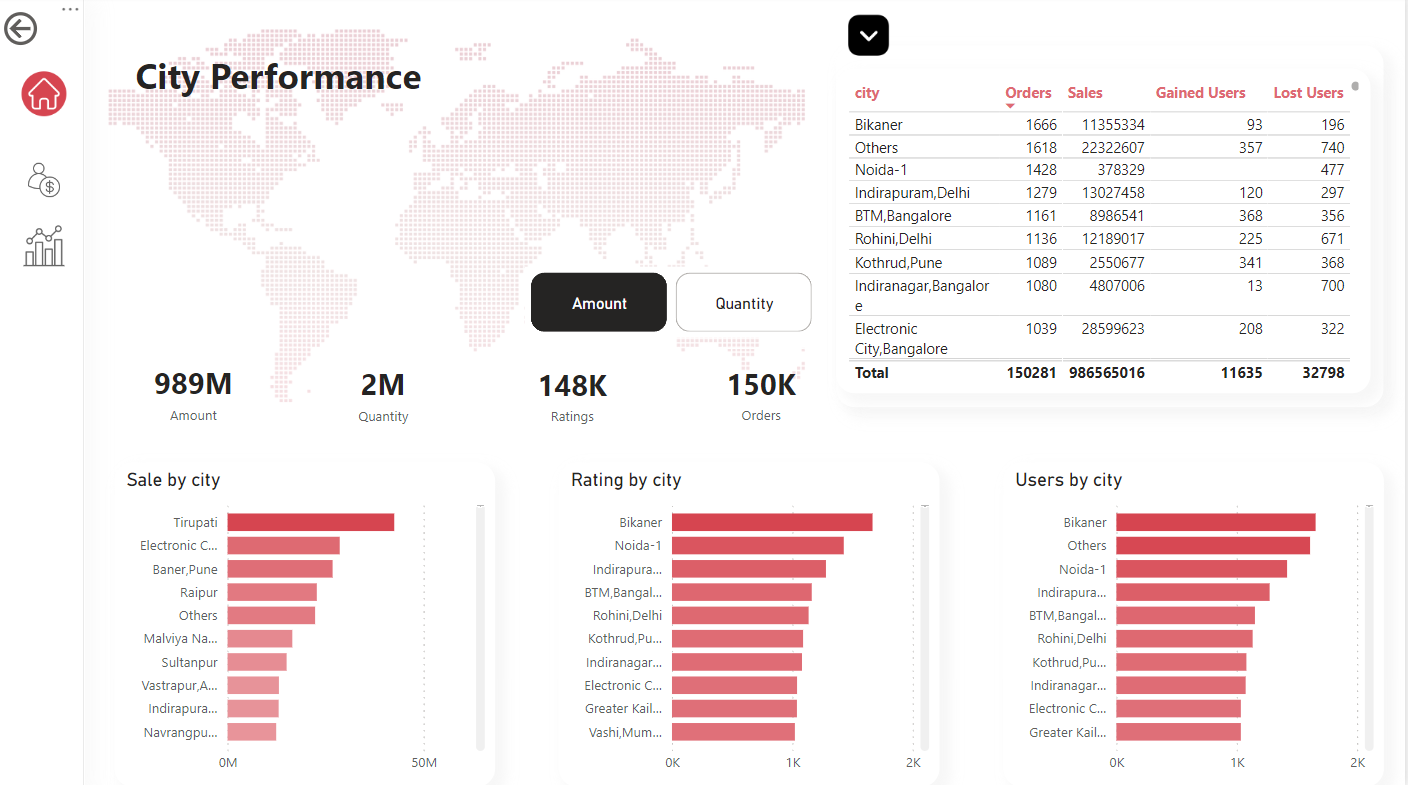 City Performance
Amount
Quantity
989M
Amount
2M
Quantity
148K
Ratings
150K
Orders
city Orders Sales Gained Users Lost Users
Bikaner 1666 11355334 93 196
Others 1618 22322607 357 740
Noida-1 1428 378329 477
Indirapuram,Delhi 1279 13027458 120 297
BTM,Bangalore 1161 8986541 368 356
Rohini,Delhi 1136 12189017 225 671
Kothrud,Pune 1089 2550677 341 368
Indiranagar,Bangalor 1080 4807006 13 700
e
Electronic 1039 28599623 208 322
City,Bangalore
Total 150281 986565016 11635 32798
Sale by city
Tirupati
Electronic C...
Baner,Pune
Raipur
Others
Malviya Na...
Sultanpur
Vastrapur,A...
Indirapura...
Navrangpu...
0M 50M
Rating by city
Bikaner
Noida-1
Indirapura...
BTM,Bangal...
Rohini,Delhi
Kothrud,Pu...
Indiranagar...
Electronic C...
Greater Kail...
Vashi,Mum...
0K 1K 2K
Users by city
Bikaner
Others
Noida-1
Indirapura...
BTM,Bangal...
Rohini,Delhi
Kothrud,Pu...
Indiranagar...
Electronic C...
Greater Kail...
0K 1K 2K